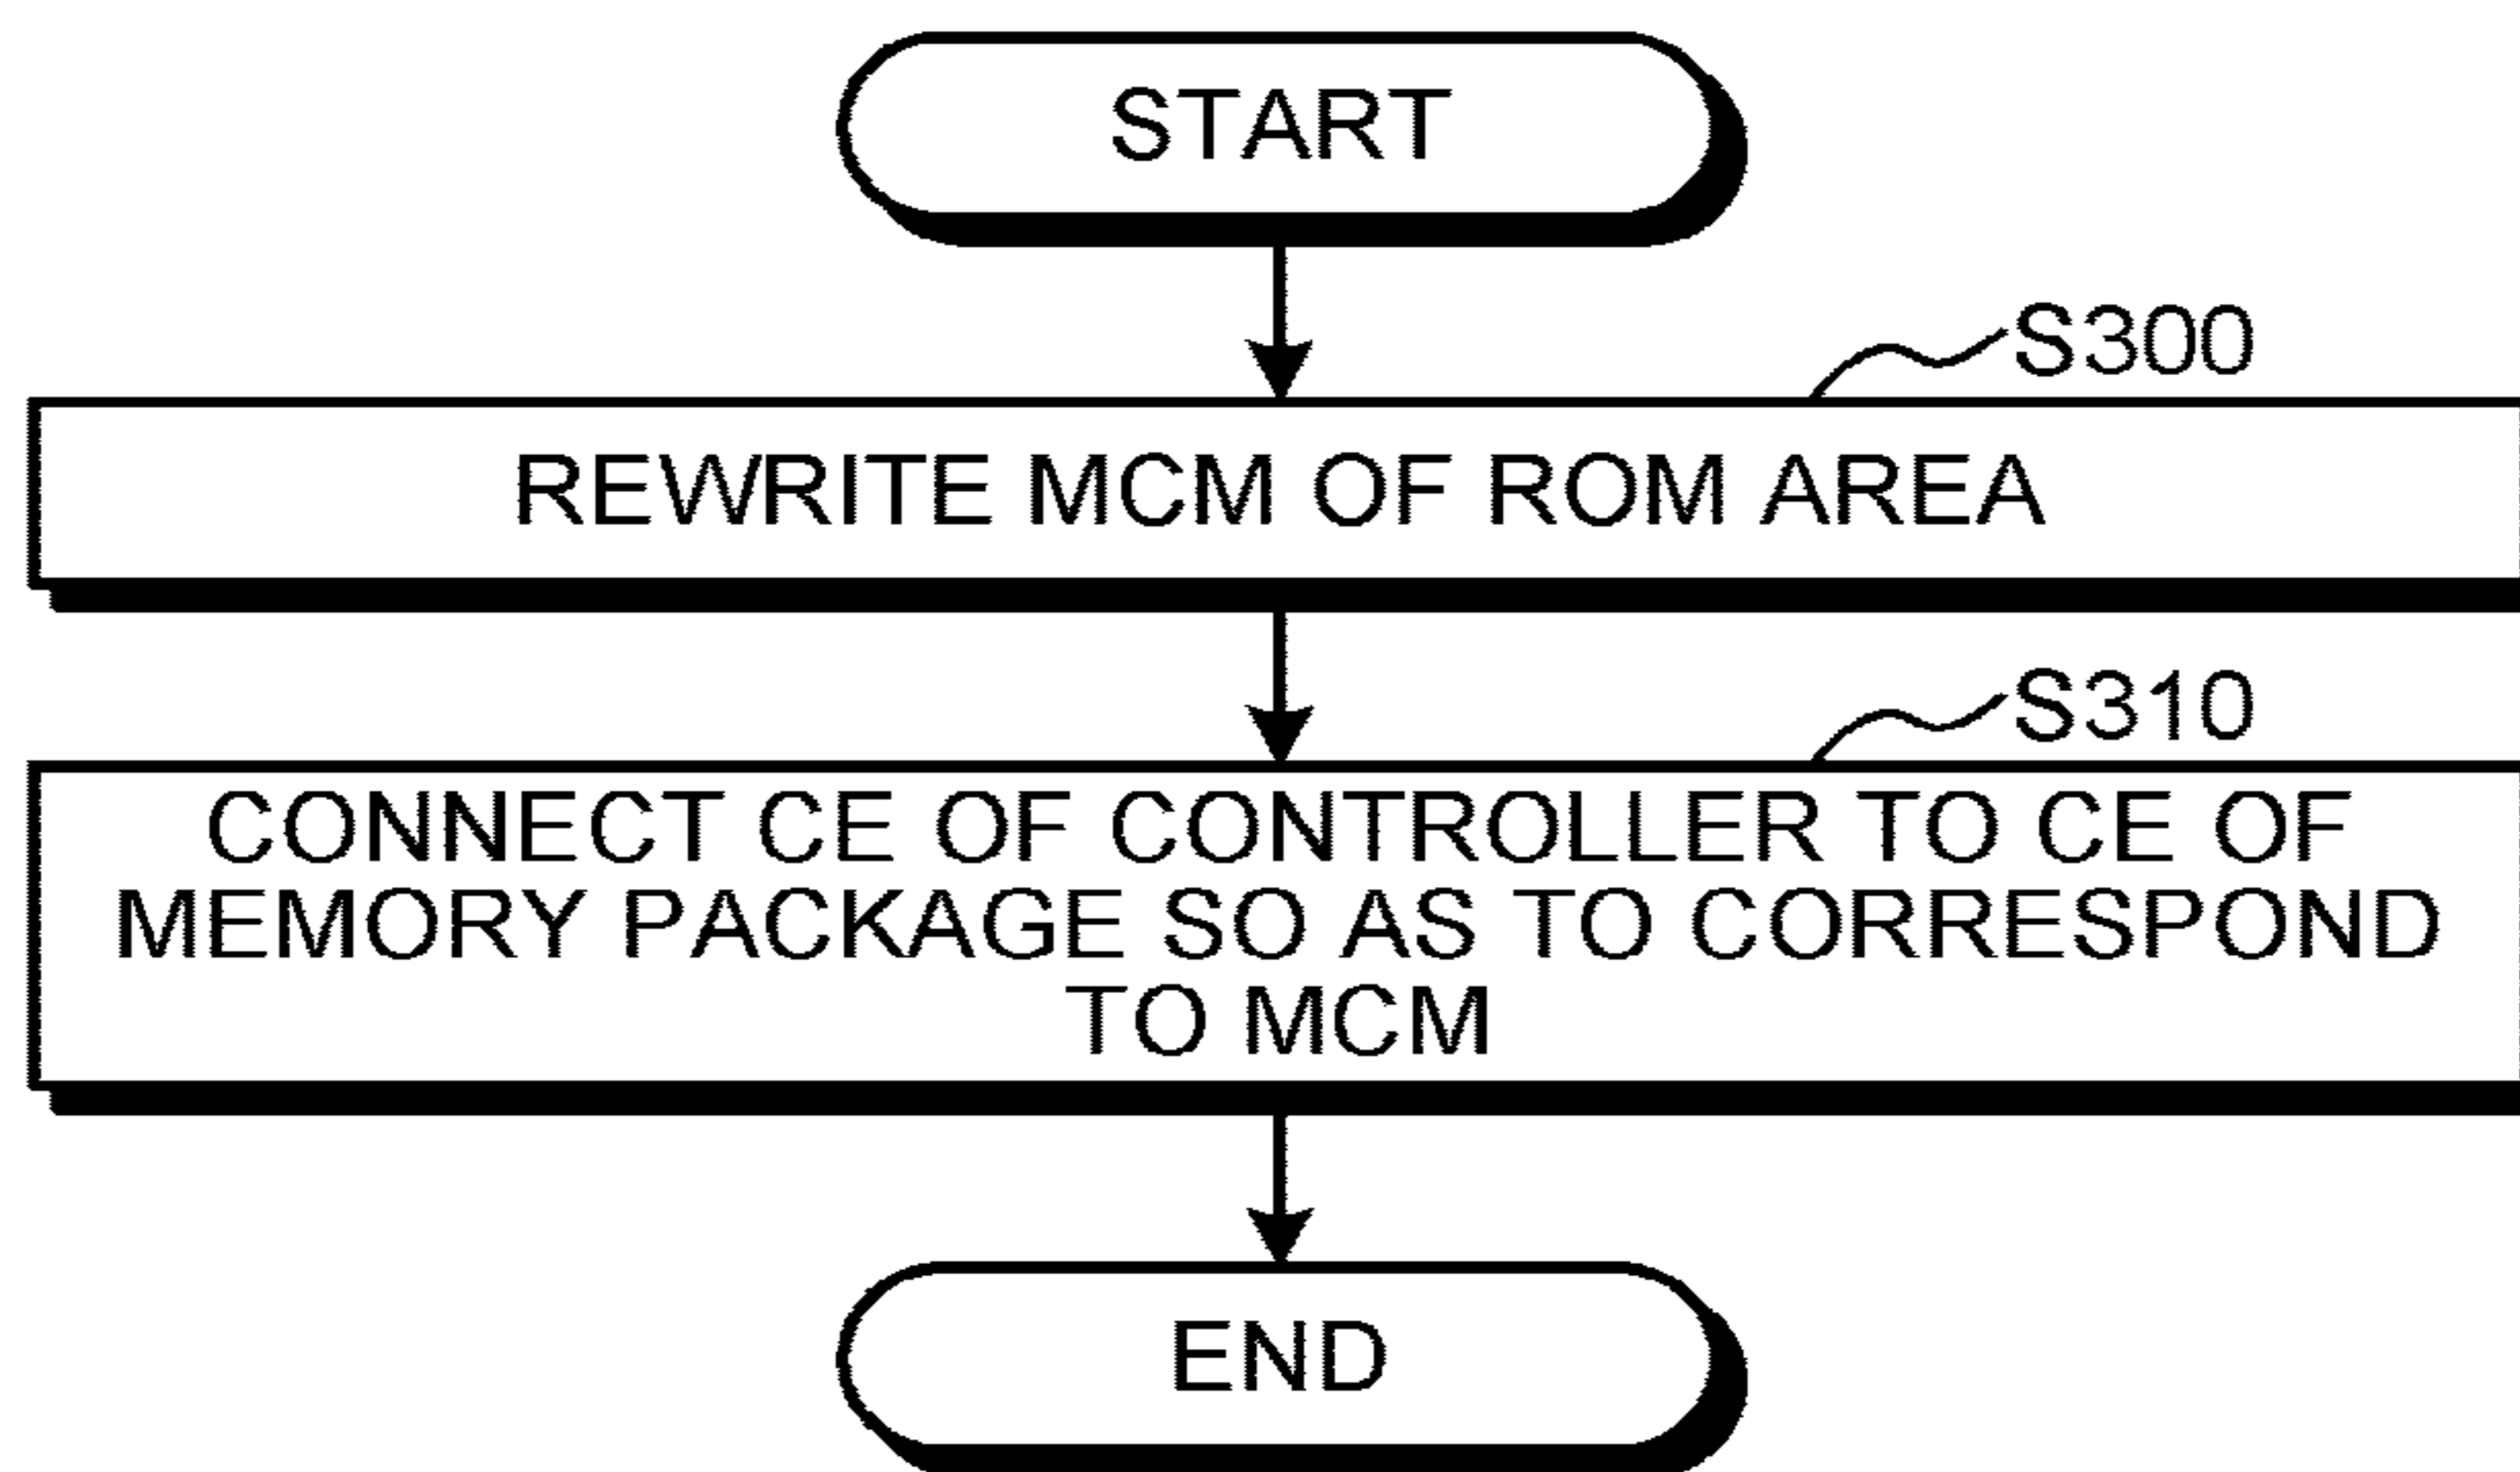 START
S300
REWRITE MCM OF ROM AREA
S310
CONNECT CE OF CONTROLLER TO CE OF
MEMORY PACKAGE SO AS TO CORRESPOND
TO MCM
END